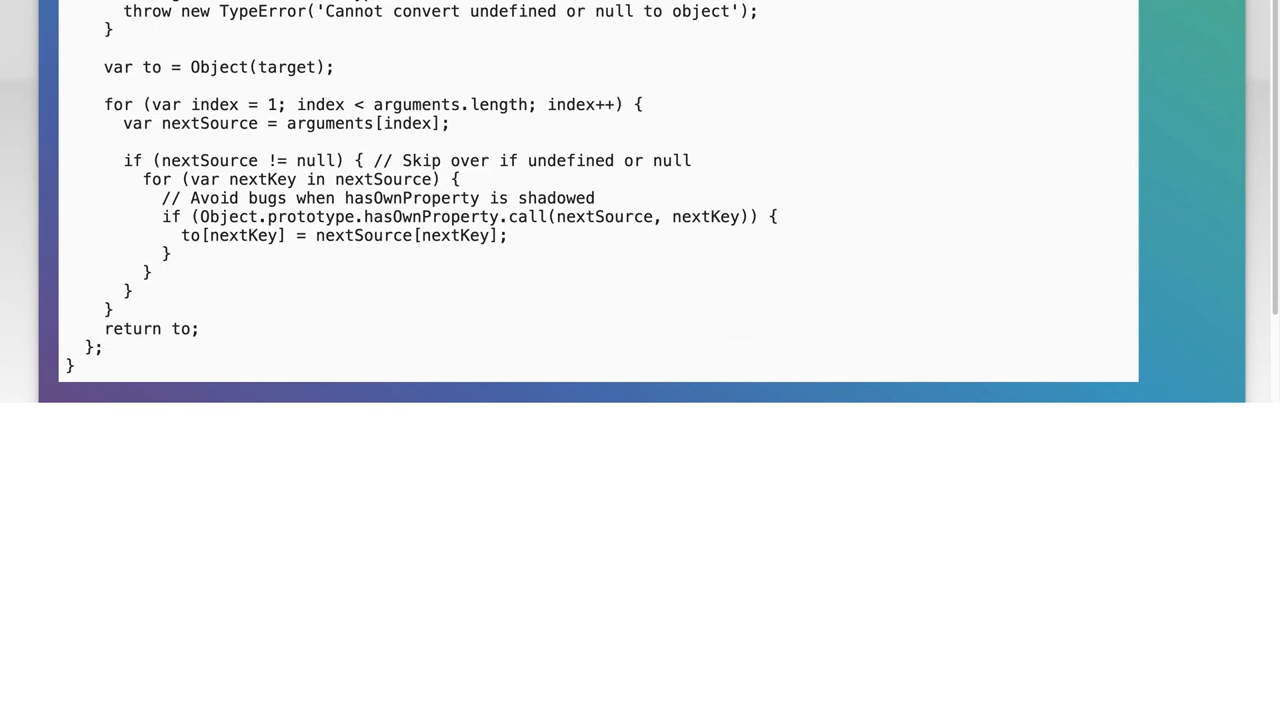 throw new TypeError('Cannot convert undefined or null to object');
}
var to = Object(target);
for (var index = 1; index < arguments.length; index++) {
var nextSource = arguments[index];
if (nextSource != null) { // Skip over if undefined or null
for (var nextKey in nextSource) {
// Avoid bugs when hasOwnProperty is shadowed
if (Object.prototype.hasOwnProperty.call(nextSource, nextKey)) {
to[nextKey] = nextSource[nextKey];
}
}
}
}
return to;
};
}